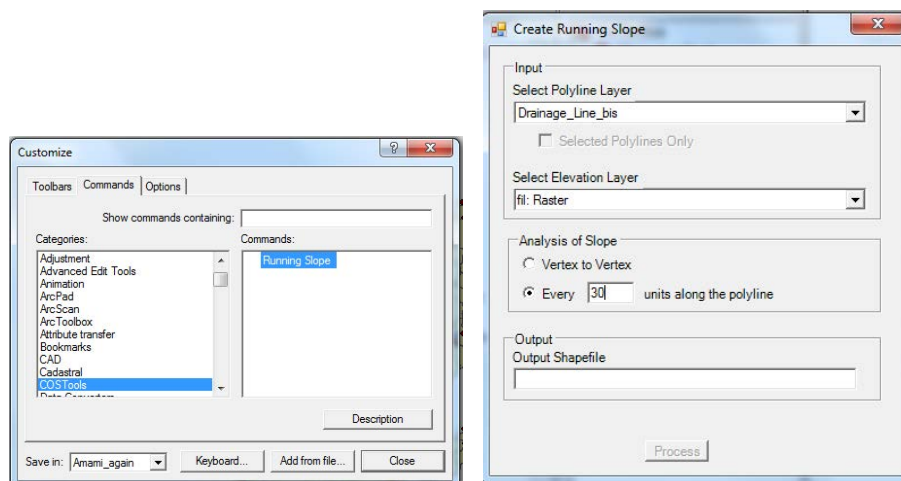 Customize
Toolbars Commands Options
Show commands containing:
Categories:
Commands:
Adjustment
Advanced Edit Tools
Animation
ArcPad
ArcScan
ArcToolbox
Attribute transfer
Bookmarks
CAD
Cadastral
COSTools
Running Slope
Description
Save in: Amami_again Keyboard... Add from file... Close
Create Running Slope
Input
Select Polyline Layer
Drainage_Line_bis
Selected Polylines Only
Select Elevation Layer
fil: Raster
Analysis of Slope
Vertex to Vertex
Every 30 units along the polyline
Output
Output Shapefile
Process